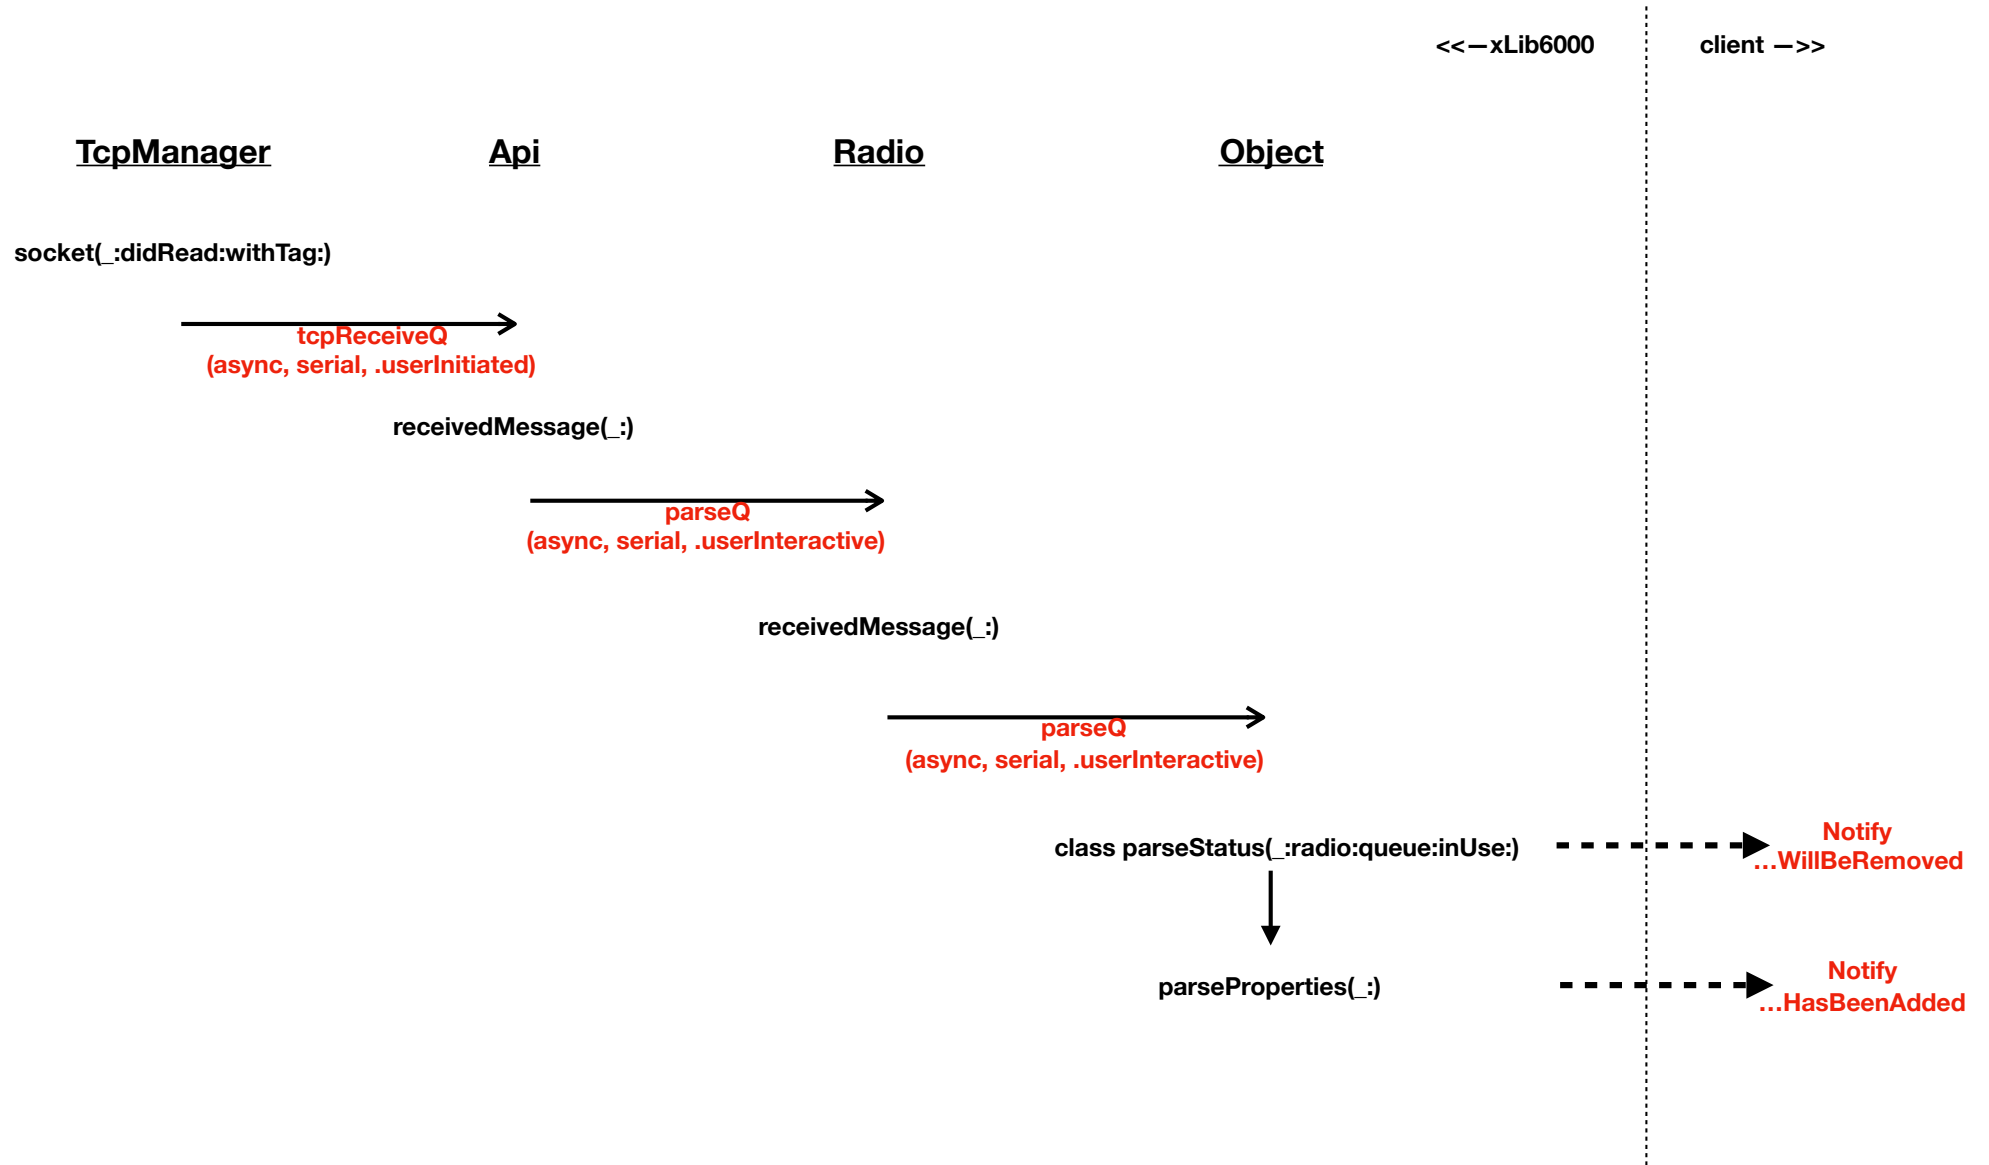 <<—xLib6000
client —>>
TcpManager
Api
Radio
Object
socket(_:didRead:withTag:)
tcpReceiveQ
(async, serial, .userInitiated)
receivedMessage(_:)
parseQ
(async, serial, .userInteractive)
receivedMessage(_:)
parseQ
(async, serial, .userInteractive)
class parseStatus(_:radio:queue:inUse:)
Notify
…WillBeRemoved
parseProperties(_:)
Notify
…HasBeenAdded